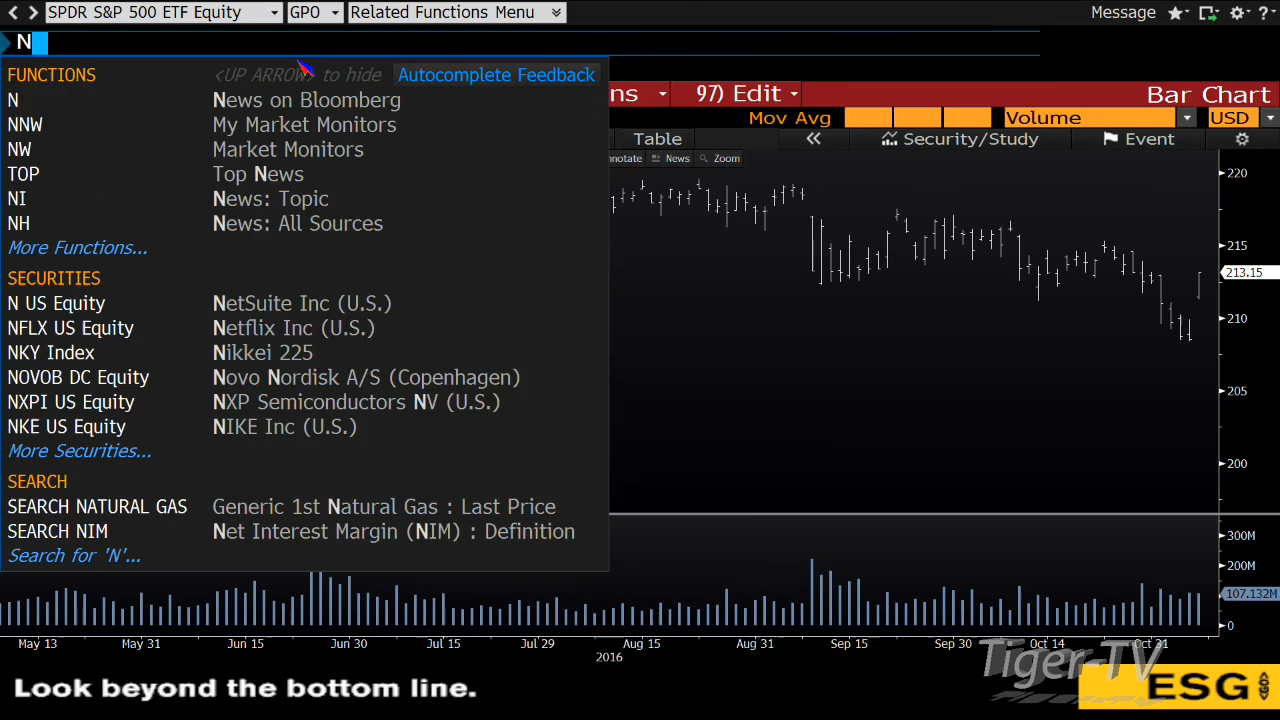 SPDR S&P 500 ETF Equity GPO Related Functions Menu Message ?
N
FUNCTIONS <UP ARROW> to hide Autocomplete Feedback
N News on Bloomberg
NNW My Market Monitors
NW Market Monitors
TOP Top News
NI News: Topic
NH News: All Sources
More Functions...
SECURITIES
N US Equity NetSuite Inc (U.S.)
NFLX US Equity Netflix Inc (U.S.)
NKY Index Nikkei 225
NOVOB DC Equity Novo Nordisk A/S (Copenhagen)
NXPI US Equity NXP Semiconductors NV (U.S.)
NKE US Equity NIKE Inc (U.S.)
More Securities...
SEARCH
SEARCH NATURAL GAS Generic 1st Natural Gas : Last Price
SEARCH NIM Net Interest Margin (NIM) : Definition
Search for 'N'...
ns 97) Edit Bar Chart
Mov Avg Volume USD
Table « Security/Study Event
nnotate News Zoom
220
215
213.15
210
205
200
300M
200M
107.132M
0
May 13 May 31 Jun 15 Jun 30 Jul 15 Jul 29 Aug 15 Aug 31 Sep 15 Sep 30 Oct 14 Oct 31
2016
Tiger-TV
Look beyond the bottom line.
ESG